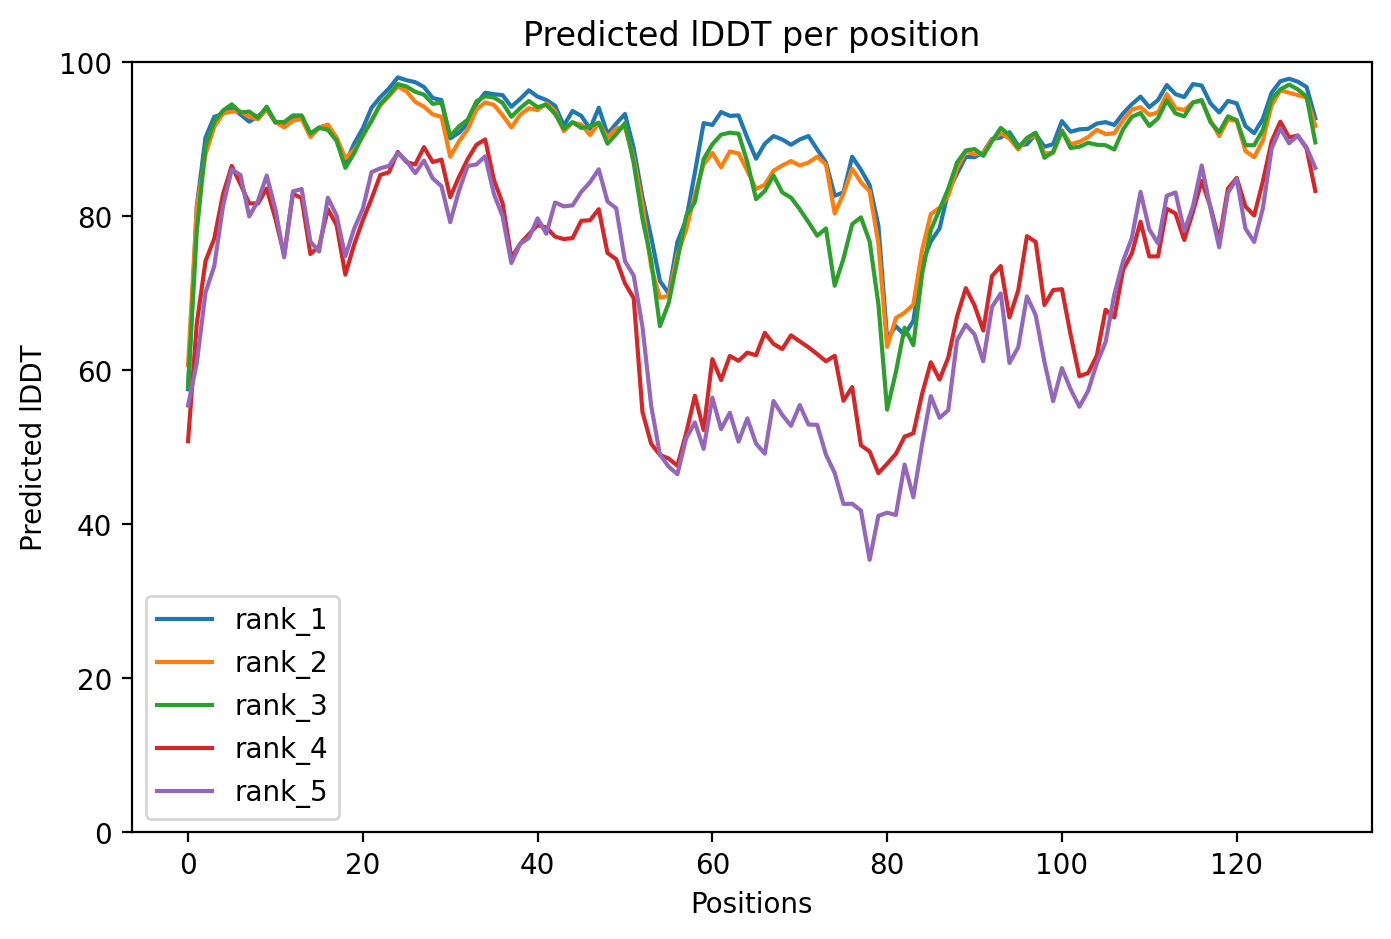 Predicted lDDT per position
100
80
60
40
20
0
Predicted lDDT
rank_1
rank_2
rank_3
rank_4
rank_5
0 20 40 60 80 100 120
Positions